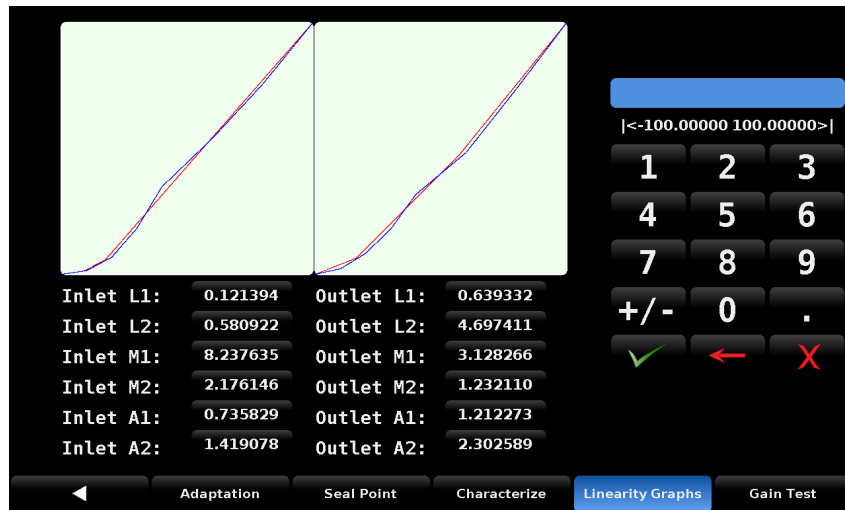 |<-100.00000 100.00000>|
1 2 3
4 5 6
7 8 9
+/- 0 .
X
Inlet L1: 0.121394 Outlet L1: 0.639332
Inlet L2: 0.580922 Outlet L2: 4.697411
Inlet M1: 8.237635 Outlet M1: 3.128266
Inlet M2: 2.176146 Outlet M2: 1.232110
Inlet A1: 0.735829 Outlet A1: 1.212273
Inlet A2: 1.419078 Outlet A2: 2.302589
Adaptation Seal Point Characterize Linearity Graphs Gain Test